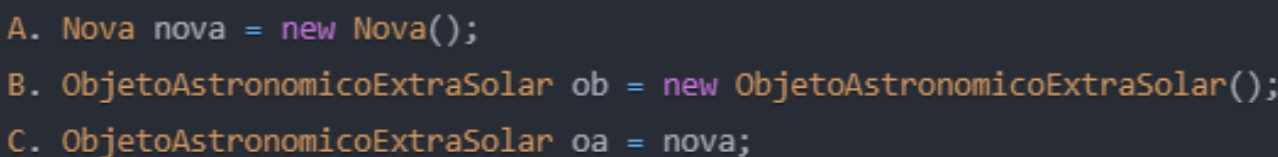 A. Nova nova = new Nova();
B. ObjetoAstronomicoExtraSolar ob = new ObjetoAstronomicoExtraSolar();
C. ObjetoAstronomicoExtraSolar oa = nova;